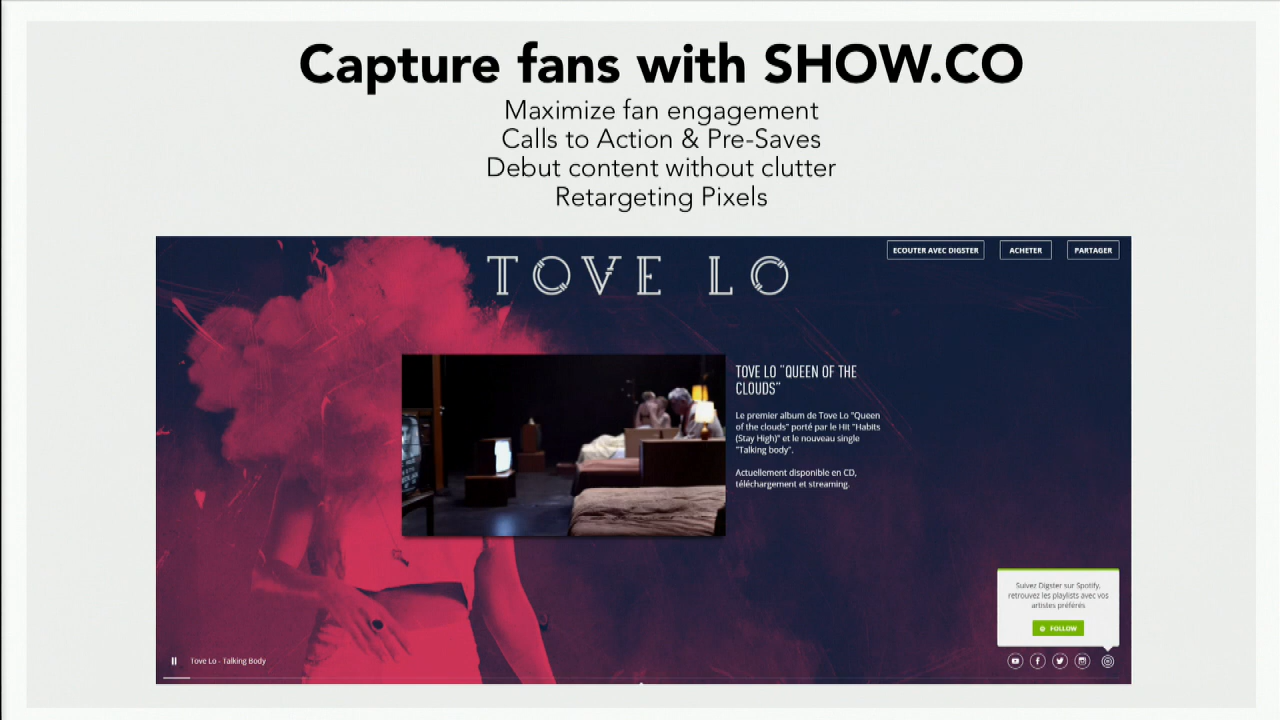 Capture fans with SHOW.CO
Maximize fan engagement
Calls to Action & Pre-Saves
Debut content without clutter
Retargeting Pixels
TOVE LO
ECOUTER AVEC DIGSTER
ACHETER
PARTAGER
TOVE LO "QUEEN OF THE
CLOUDS"
Le premier album de Tove Lo "Queen
of the clouds" porté par le Hit "Habits
(Stay High)" et le nouveau single
"Talking body".
Actuellement disponible en CD,
téléchargement et streaming.
Suivez Digster sur Spotify,
retrouvez les playlists avec vos
artistes préférés
FOLLOW
Tove Lo - Talking Body